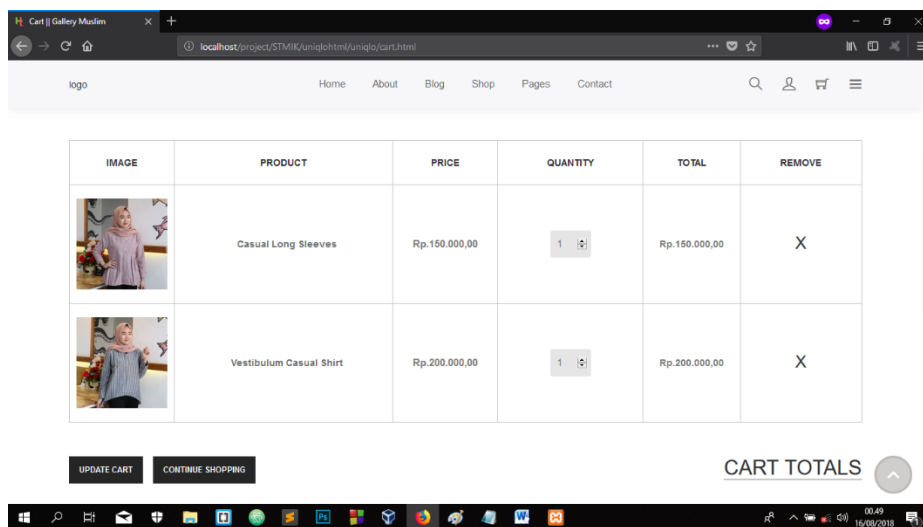 Cart || Gallery Muslim
localhost/project/STMIK/uniqlohtml/uniqlo/cart.html
logo Home About Blog Shop Pages Contact
IMAGE PRODUCT PRICE QUANTITY TOTAL REMOVE
Casual Long Sleeves Rp.150.000,00 1 Rp.150.000,00 X
Vestibulum Casual Shirt Rp.200.000,00 1 Rp.200.000,00 X
UPDATE CART CONTINUE SHOPPING CART TOTALS
Ps W
00.49
16/08/2018